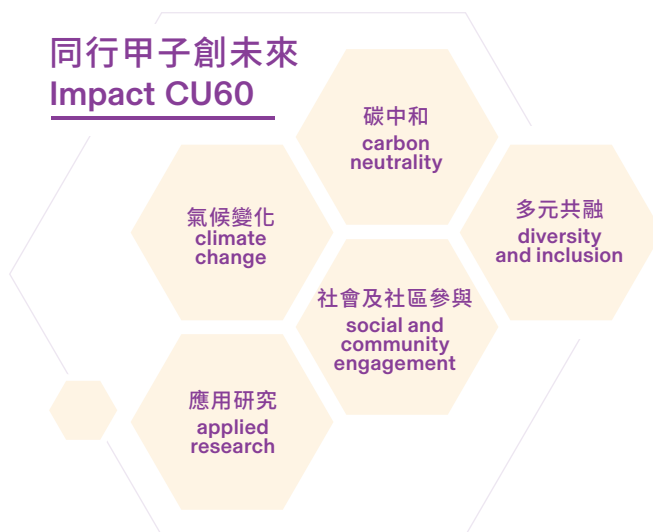 同行甲子創未來
Impact CU60
碳中和
carbon
neutrality
氣候變化
climate
change
多元共融
diversity
and inclusion
社會及社區參與
social and
community
engagement
應用研究
applied
research